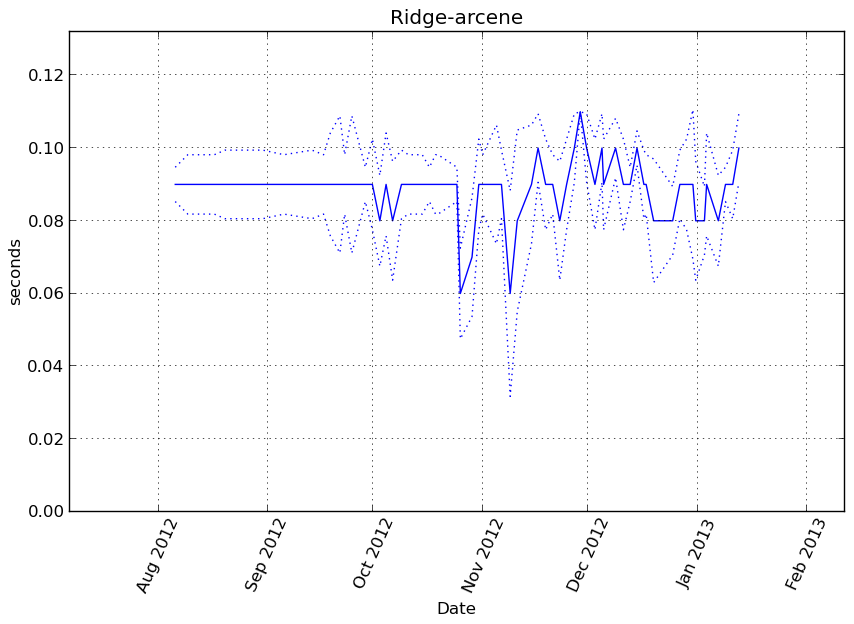 Ridge-arcene
0.12
0.10
0.08
0.06
0.04
0.02
0.00
seconds
Aug 2012
Sep 2012
Oct 2012
Nov 2012
Dec 2012
Jan 2013
Feb 2013
Date